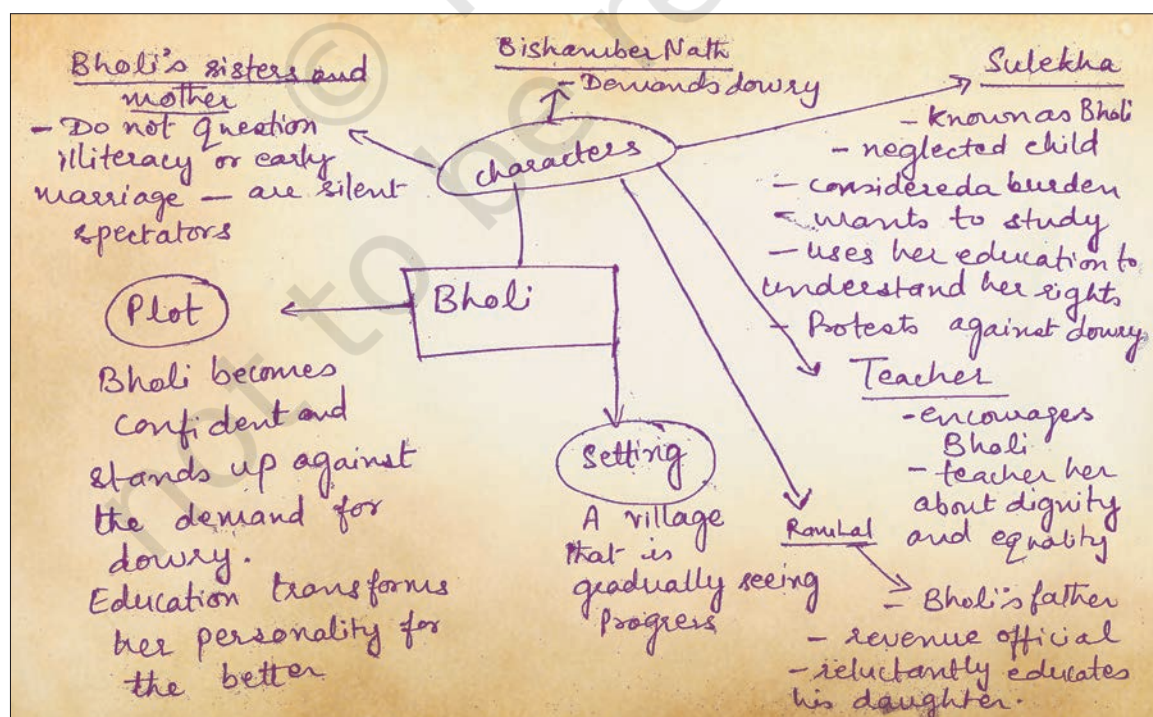 Bholi's sisters and
mother
- Do not question
illiteracy or early
marriage - are silent
spectators
Bishamber Nath
- Demands dowry
Sulekha
- known as Bholi
- neglected child
- considered a burden
- wants to study
- uses her education to
understand her rights
- Protests against dowry
characters
Bholi
Plot
Bholi becomes
confident and
stands up against
the demand for
dowry.
Education transforms
her personality for
the better
Setting
A village
that is
gradually seeing
Progress
Teacher
- encourages
Bholi
- teacher her
about dignity
and equality
RamLal
- Bholi's father
- revenue official
- reluctantly educates
his daughter.
© 
not to be r